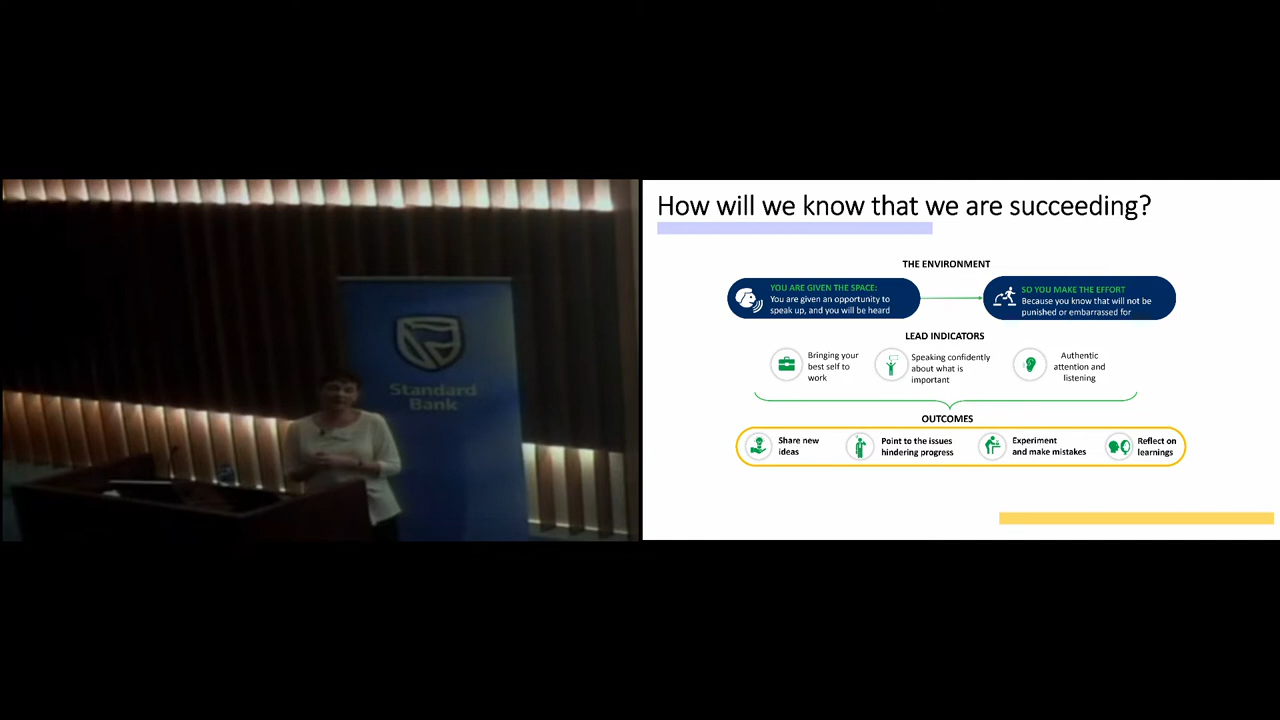 Standard
Bank
How will we know that we are succeeding?
THE ENVIRONMENT
YOU ARE GIVEN THE SPACE:
You are given an opportunity to
speak up, and you will be heard
SO YOU MAKE THE EFFORT
Because you know that will not be
punished or embarrassed for
LEAD INDICATORS
Bringing your
best self to
work
Speaking confidently
about what is
important
Authentic
attention and
listening
OUTCOMES
Share new
ideas
Point to the issues
hindering progress
Experiment
and make mistakes
Reflect on
learnings